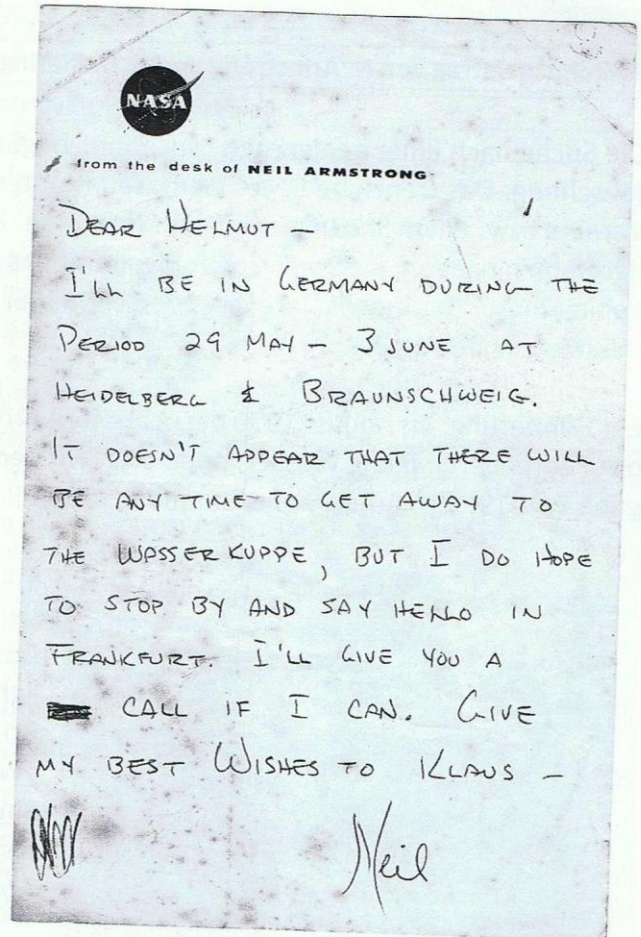 NASA
from the desk of NEIL ARMSTRONG
DEAR HELMUT –
I'LL BE IN GERMANY DURING THE
PERIOD 29 MAY – 3 JUNE AT
HEIDELBERG & BRAUNSCHWEIG.
IT DOESN'T APPEAR THAT THERE WILL
BE ANY TIME TO GET AWAY TO
THE WASSERKUPPE, BUT I DO HOPE
TO STOP BY AND SAY HELLO IN
FRANKFURT. I'LL GIVE YOU A
CALL IF I CAN. GIVE
MY BEST WISHES TO KLAUS –
Neil